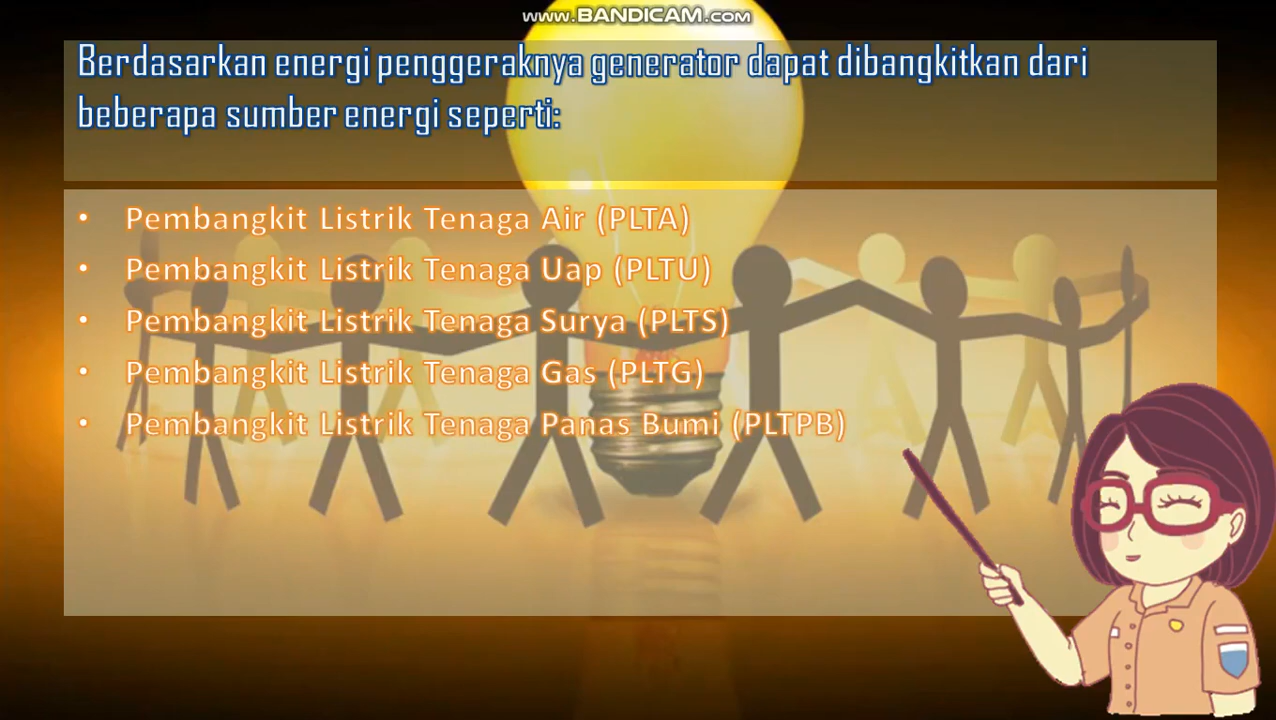 www.BANDICAM.com
Berdasarkan energi penggeraknya generator dapat dibangkitkan dari
beberapa sumber energi seperti:
• Pembangkit Listrik Tenaga Air (PLTA)
• Pembangkit Listrik Tenaga Uap (PLTU)
• Pembangkit Listrik Tenaga Surya (PLTS)
• Pembangkit Listrik Tenaga Gas (PLTG)
• Pembangkit Listrik Tenaga Panas Bumi (PLTPB)